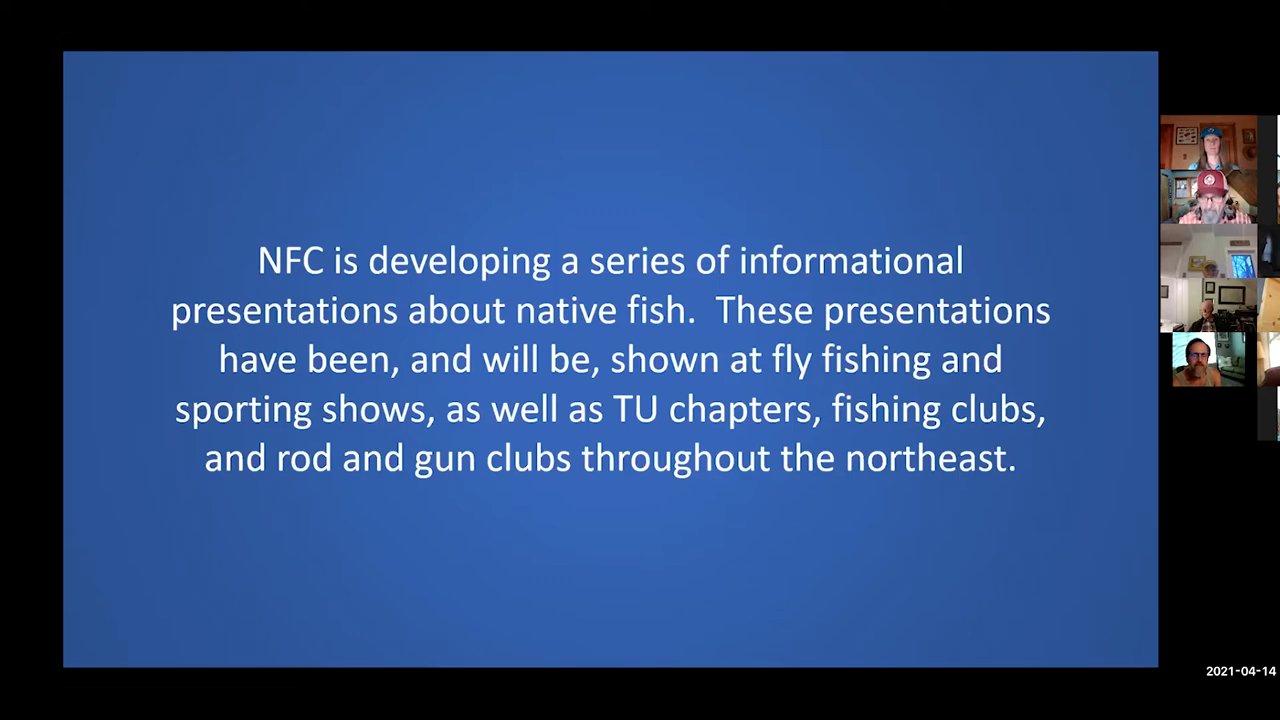 NFC is developing a series of informational
presentations about native fish.  These presentations
have been, and will be, shown at fly fishing and
sporting shows, as well as TU chapters, fishing clubs,
and rod and gun clubs throughout the northeast.
2021-04-14